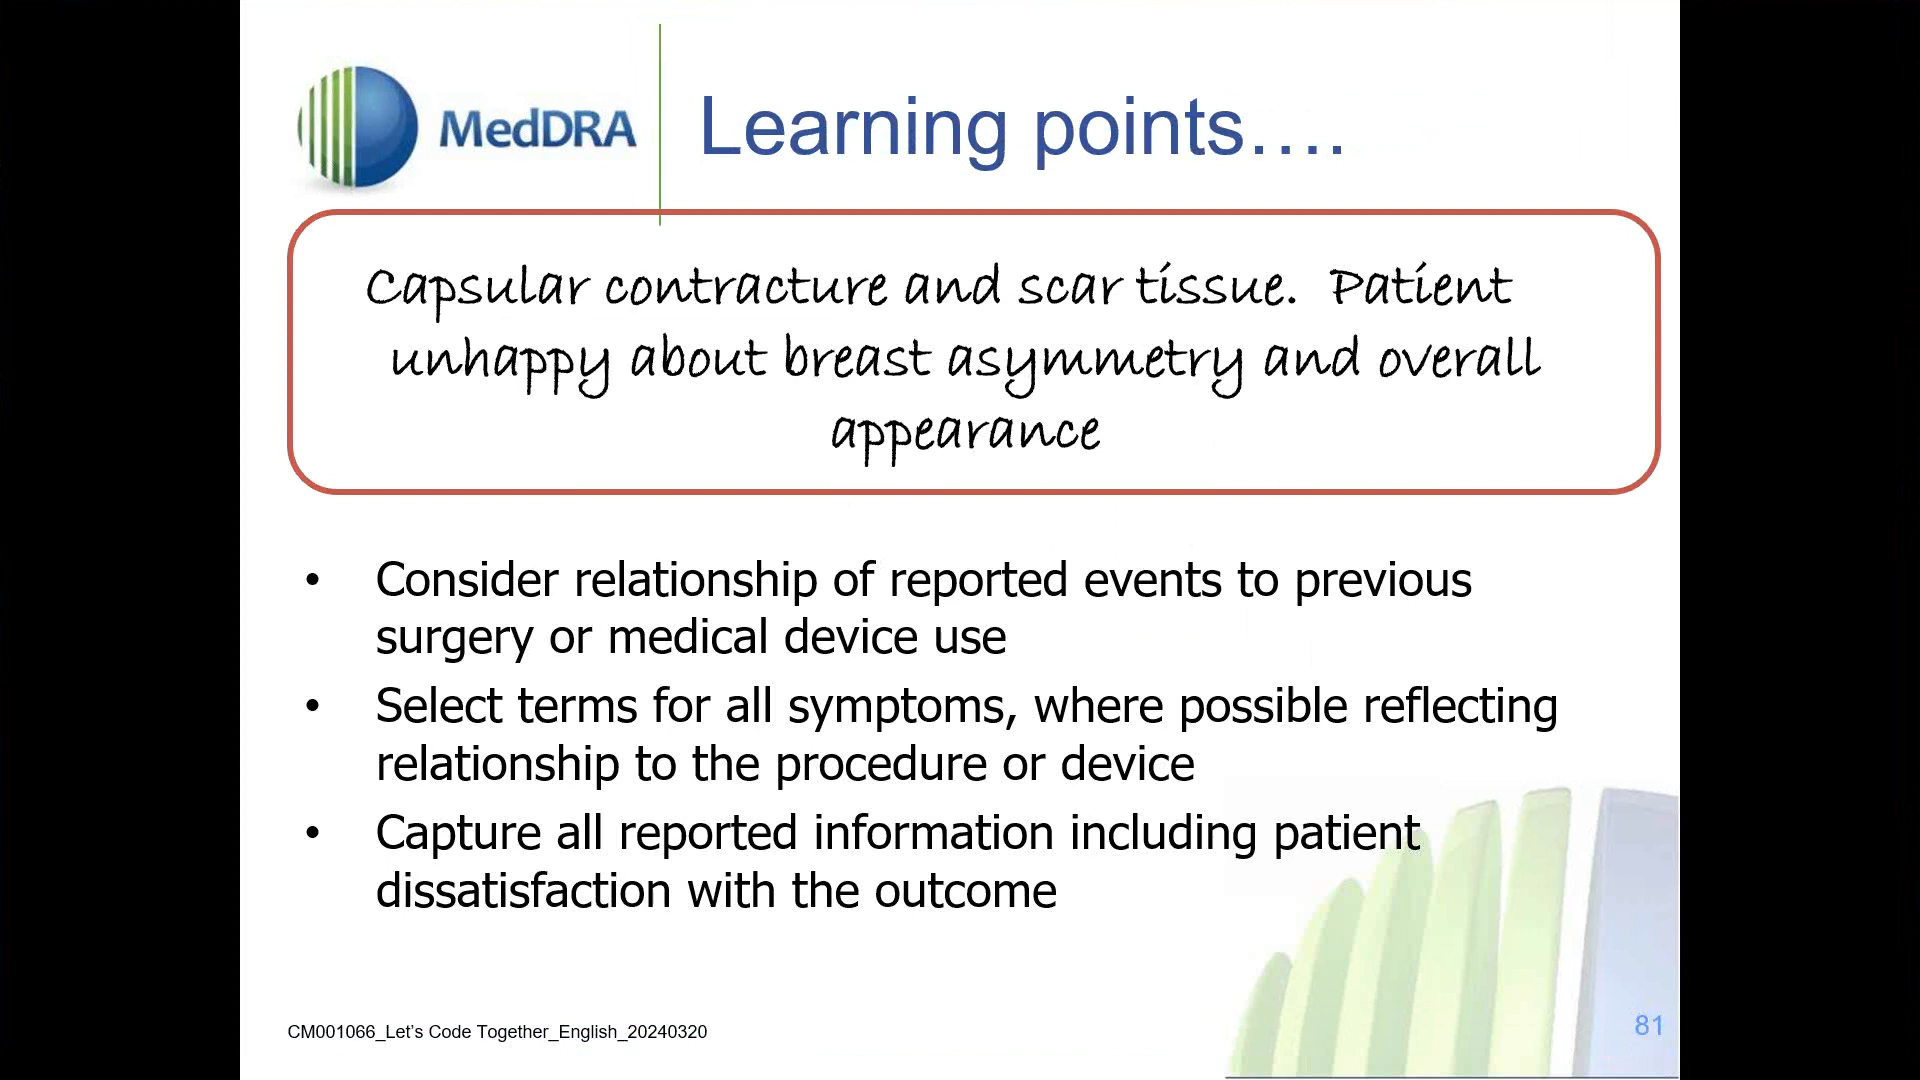 MedDRA
Learning points....
Capsular contracture and scar tissue. Patient
unhappy about breast asymmetry and overall
appearance
• Consider relationship of reported events to previous
surgery or medical device use
• Select terms for all symptoms, where possible reflecting
relationship to the procedure or device
• Capture all reported information including patient
dissatisfaction with the outcome
CM001066_Let’s Code Together_English_20240320
81